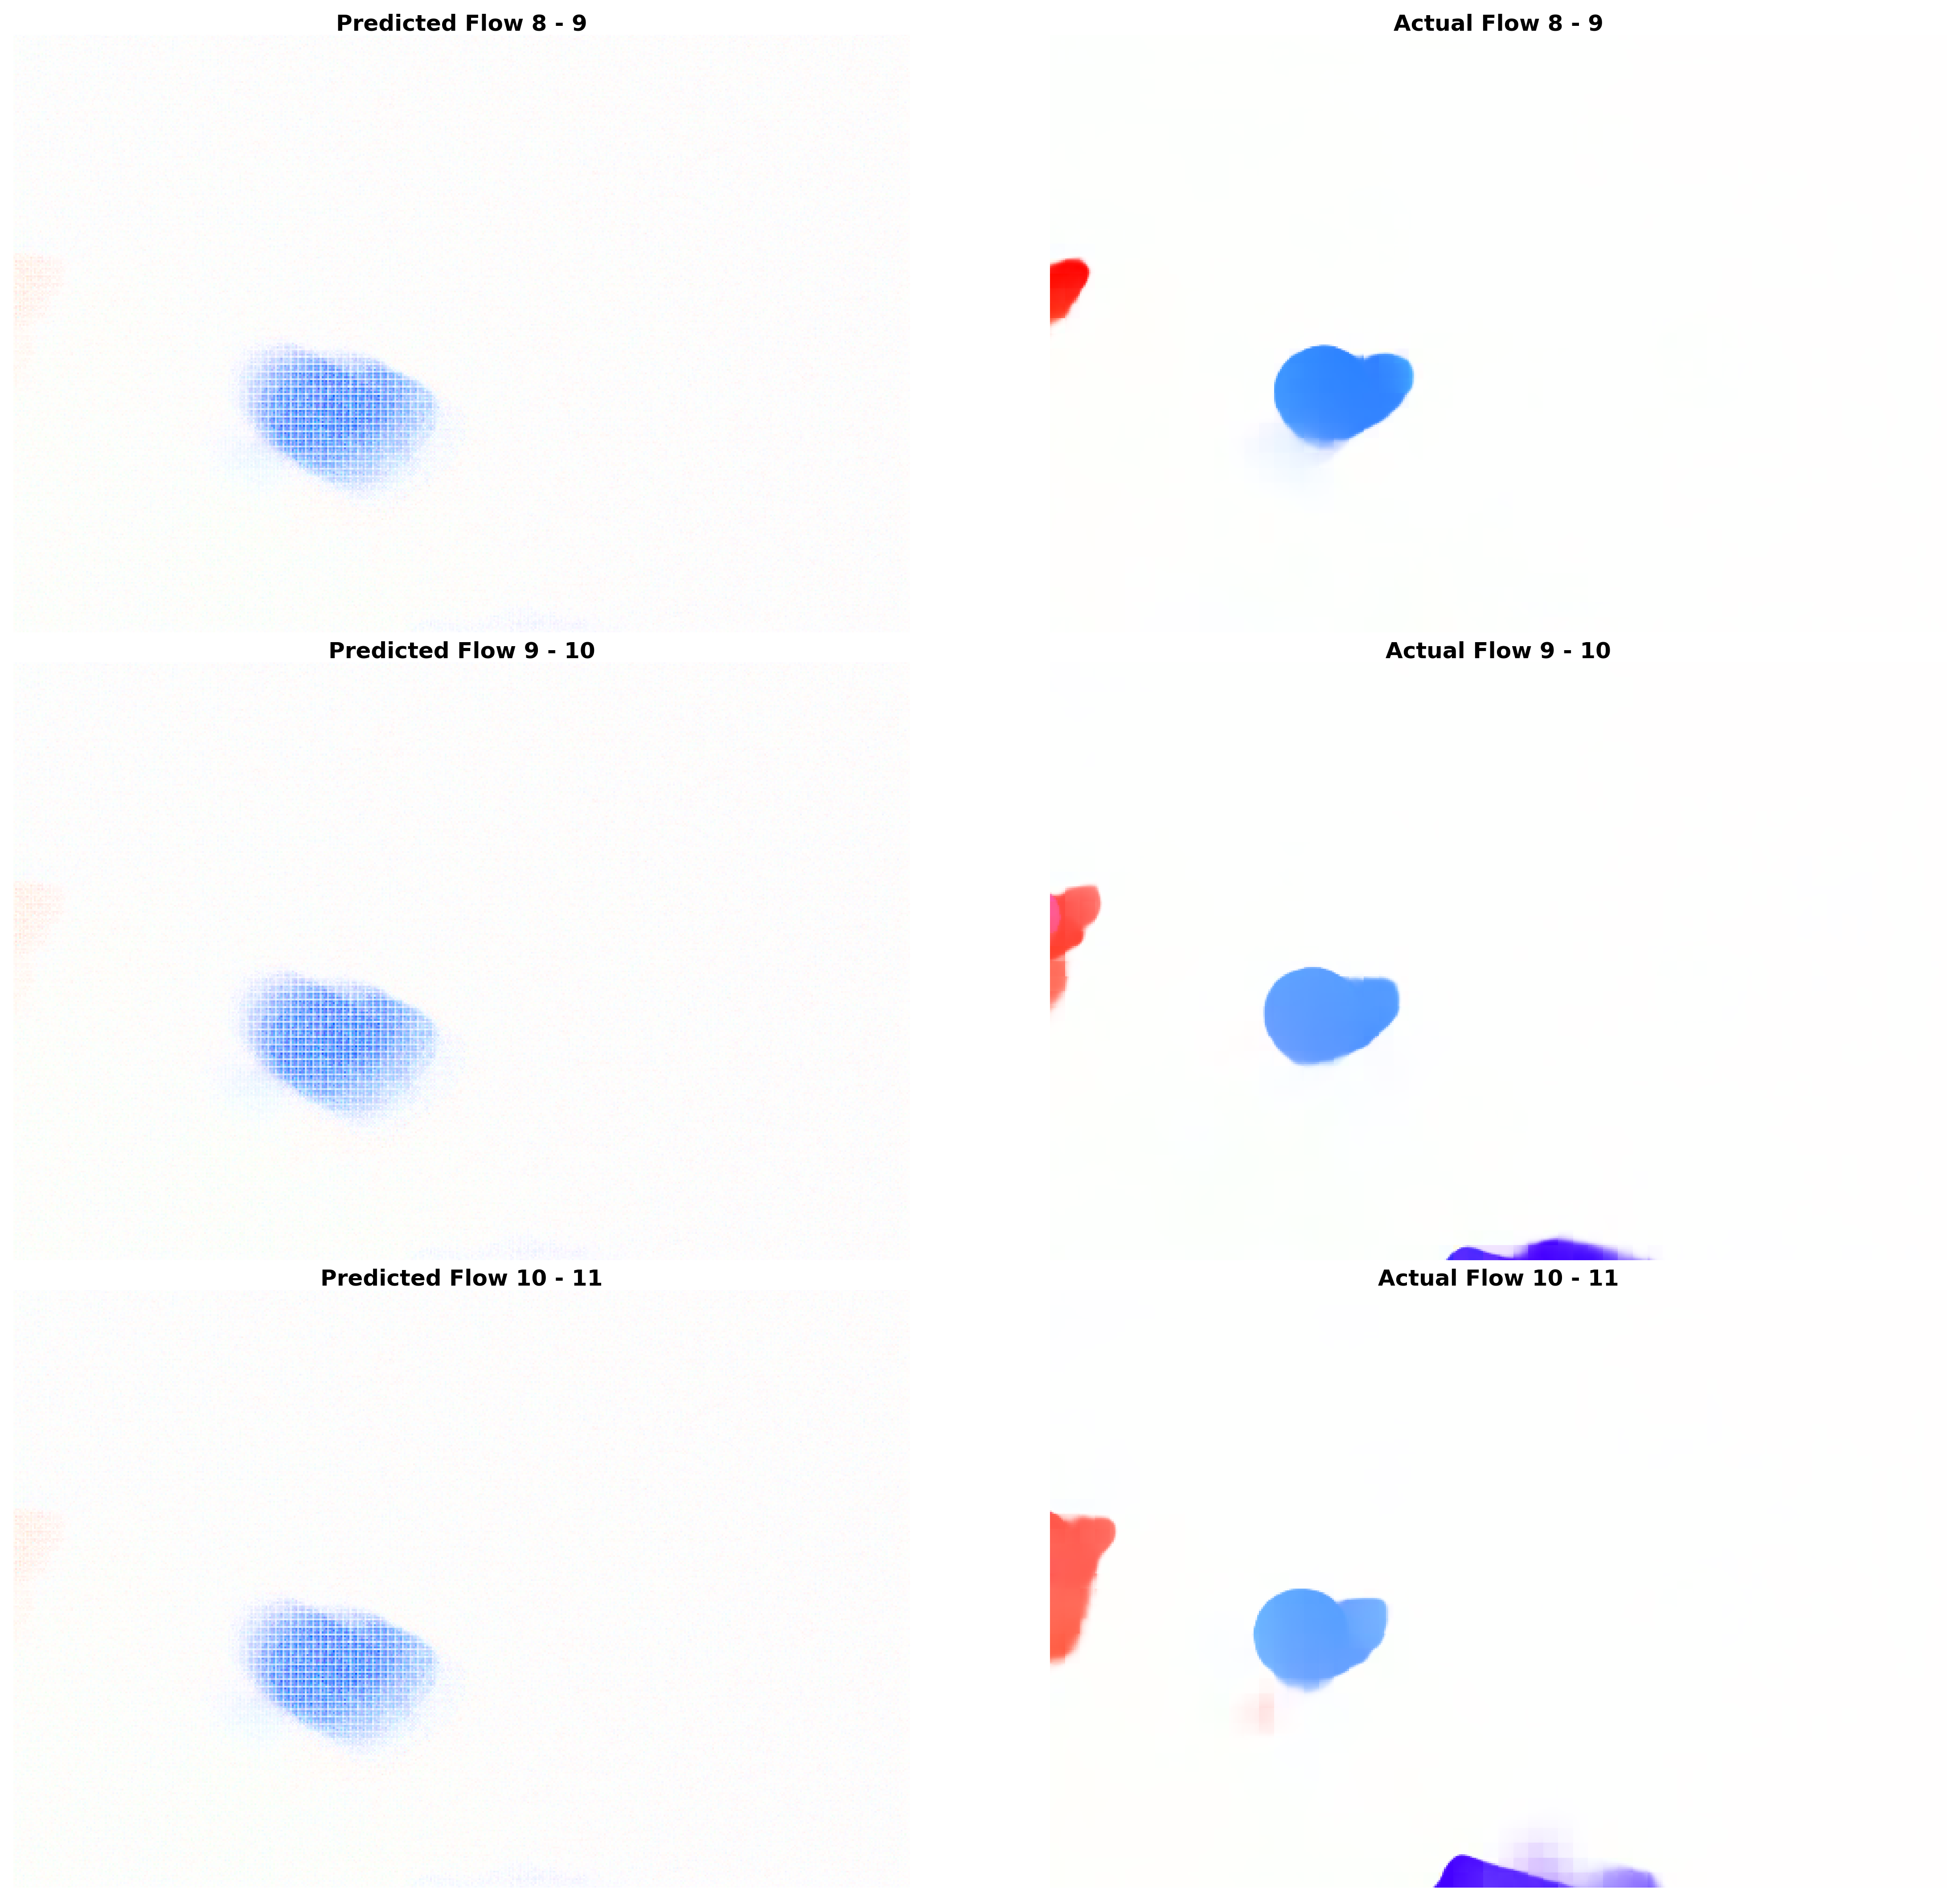 Predicted Flow 8 - 9
Actual Flow 8 - 9
Predicted Flow 9 - 10
Actual Flow 9 - 10
Predicted Flow 10 - 11
Actual Flow 10 - 11